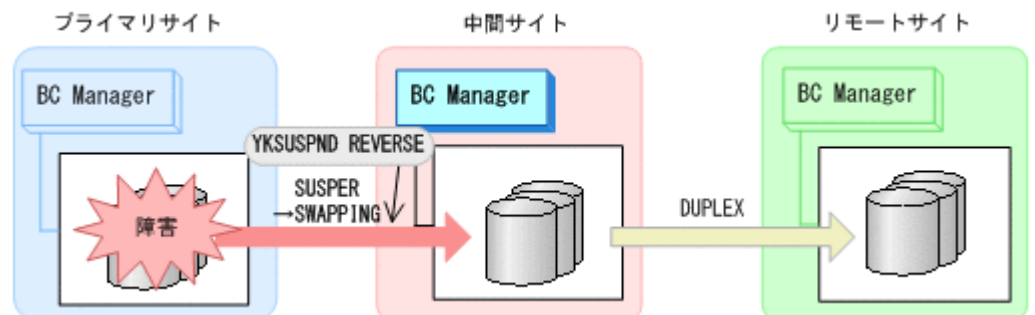 プライマリサイト
中間サイト
リモートサイト
BC Manager
BC Manager
BC Manager
YKSUSPND REVERSE
SUSPER
→SWAPPING
障害
DUPLEX